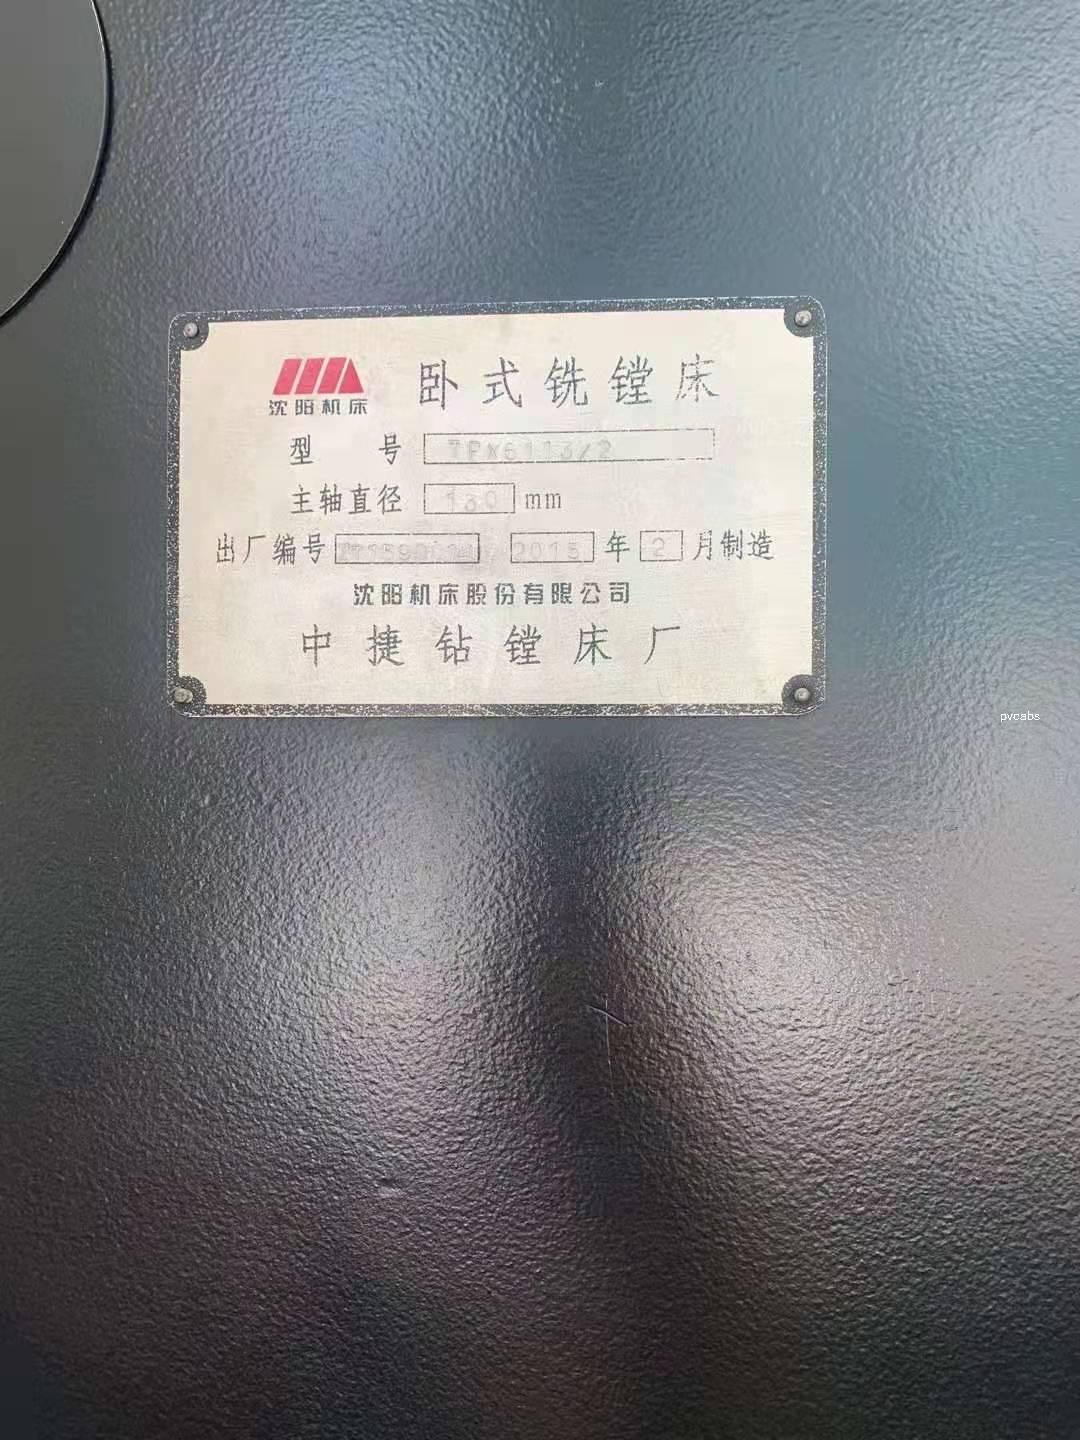 沈阳机床 卧式铣镗床
型 号 TPX6113/2
主轴直径 130 mm
出厂编号 2015 年 2 月制造
沈阳机床股份有限公司
中捷钻镗床厂
pvcabs